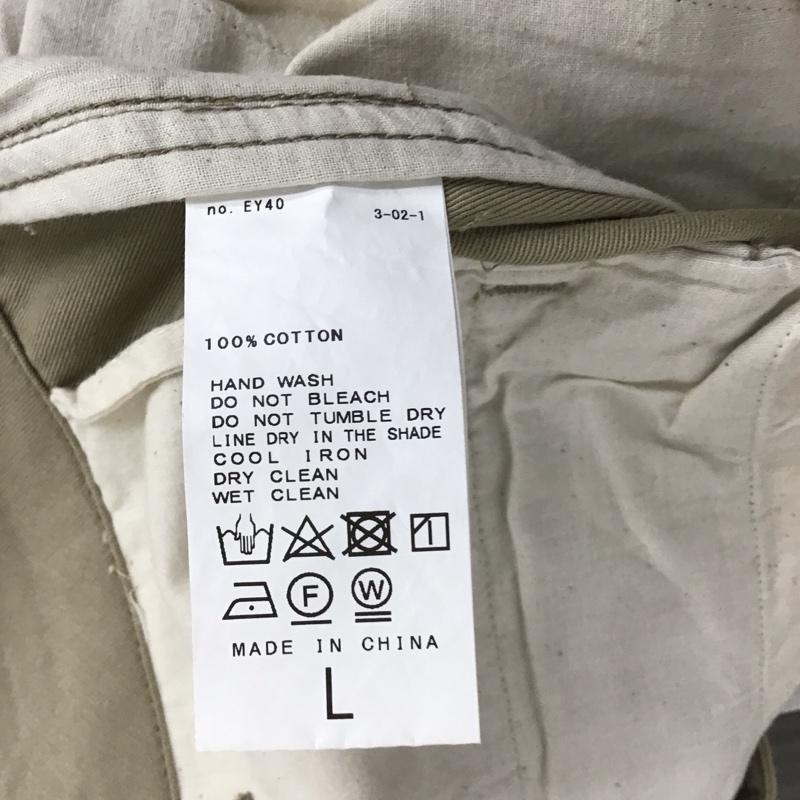 no. EY40 3-02-1
100% COTTON
HAND WASH
DO NOT BLEACH
DO NOT TUMBLE DRY
LINE DRY IN THE SHADE
COOL IRON
DRY CLEAN
WET CLEAN
F W
MADE IN CHINA
L